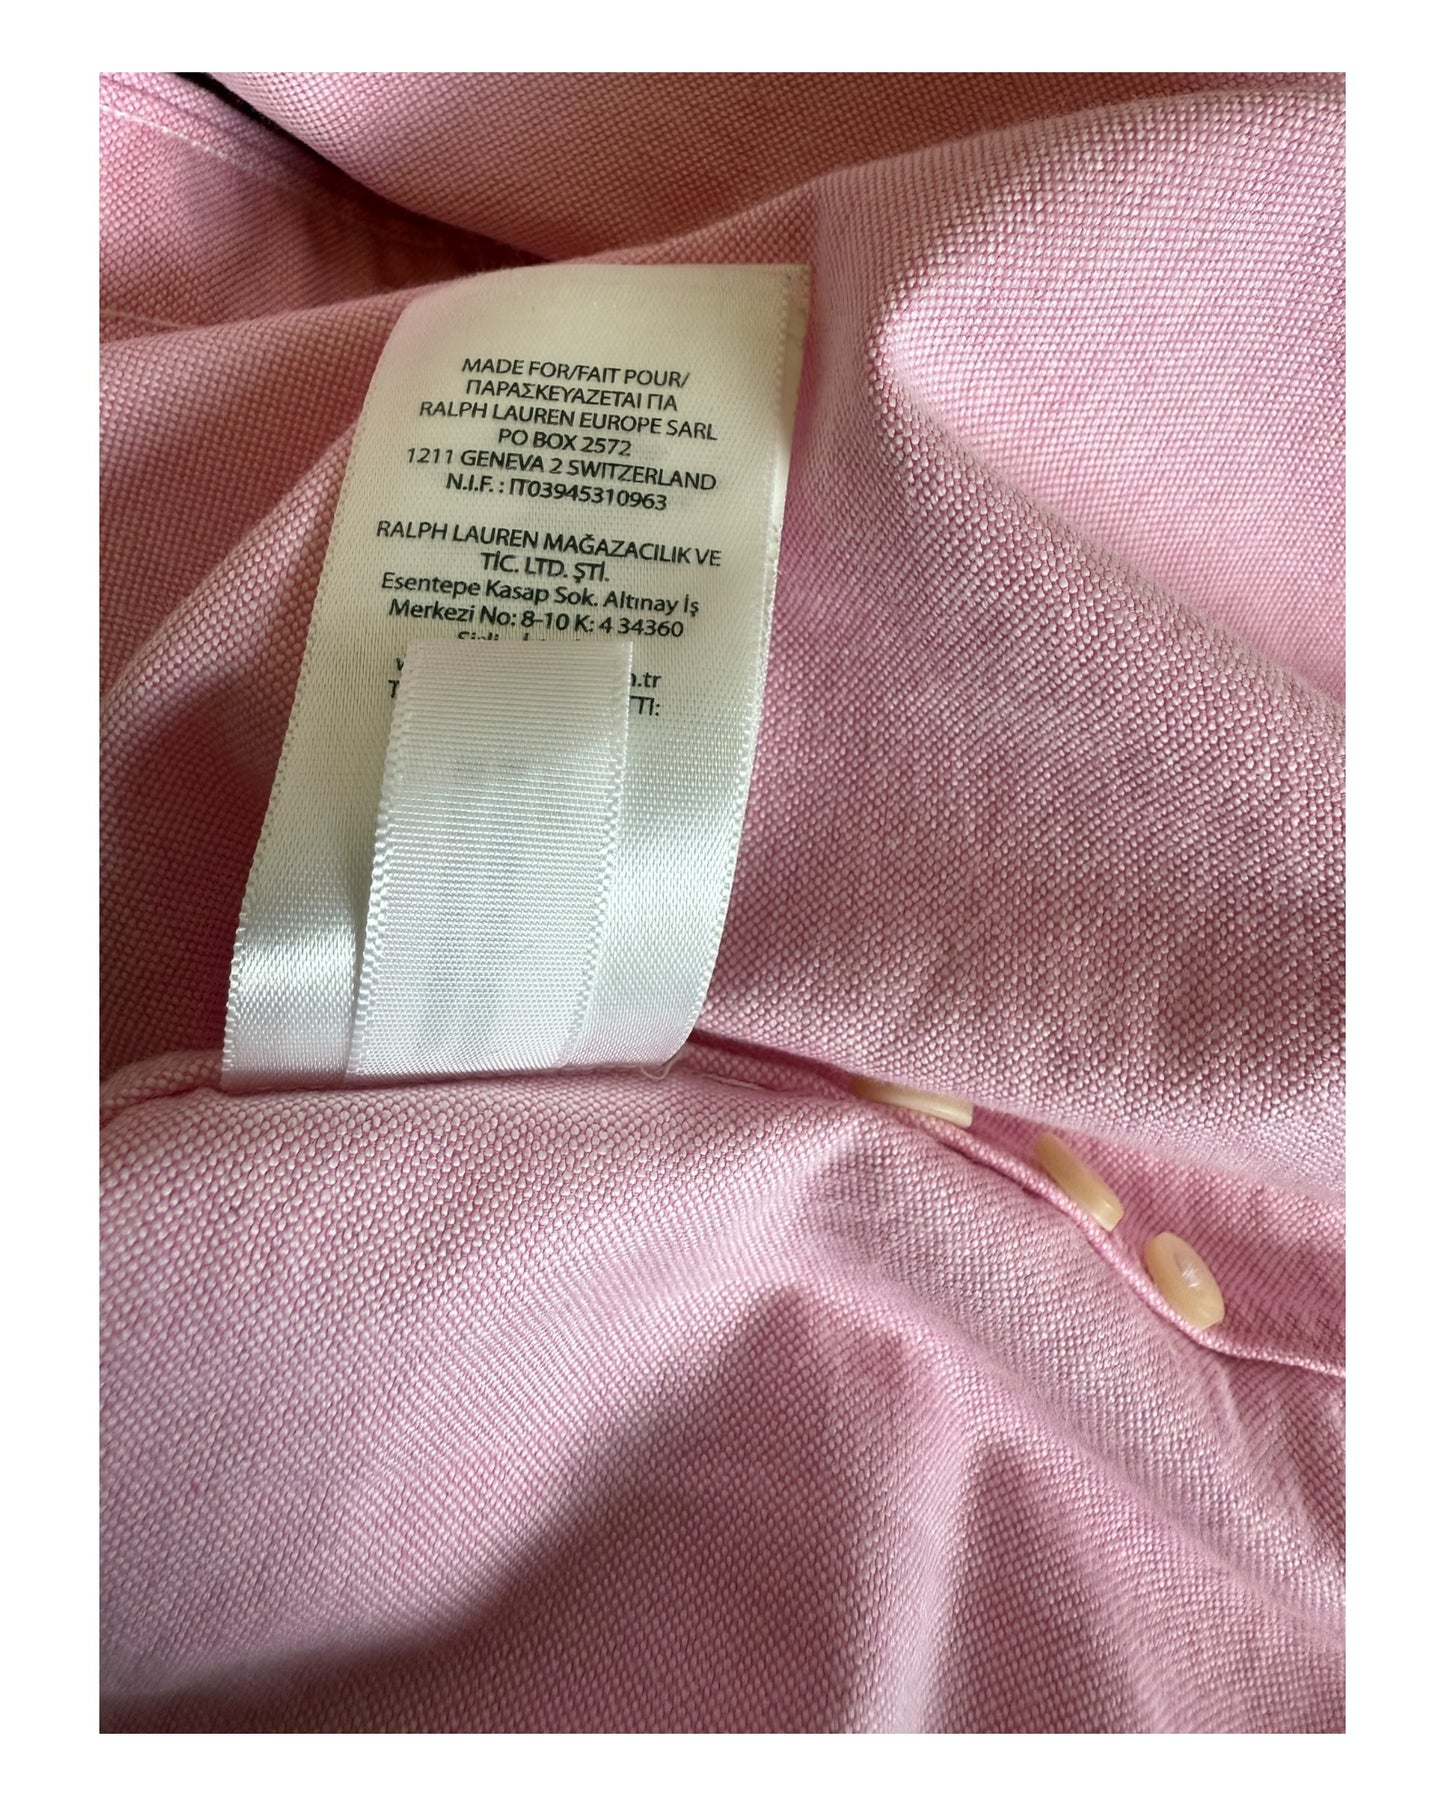 MADE FOR/FAIT POUR/
ΠΑΡΑΣΚΕΥΑΖΕΤΑΙ ΓΙΑ
RALPH LAUREN EUROPE SARL
PO BOX 2572
1211 GENEVA 2 SWITZERLAND
N.I.F. : IT03945310963
RALPH LAUREN MAĞAZACILIK VE
TİC. LTD. ŞTİ.
Esentepe Kasap Sok. Altınay İş
Merkezi No: 8-10 K: 4 34360